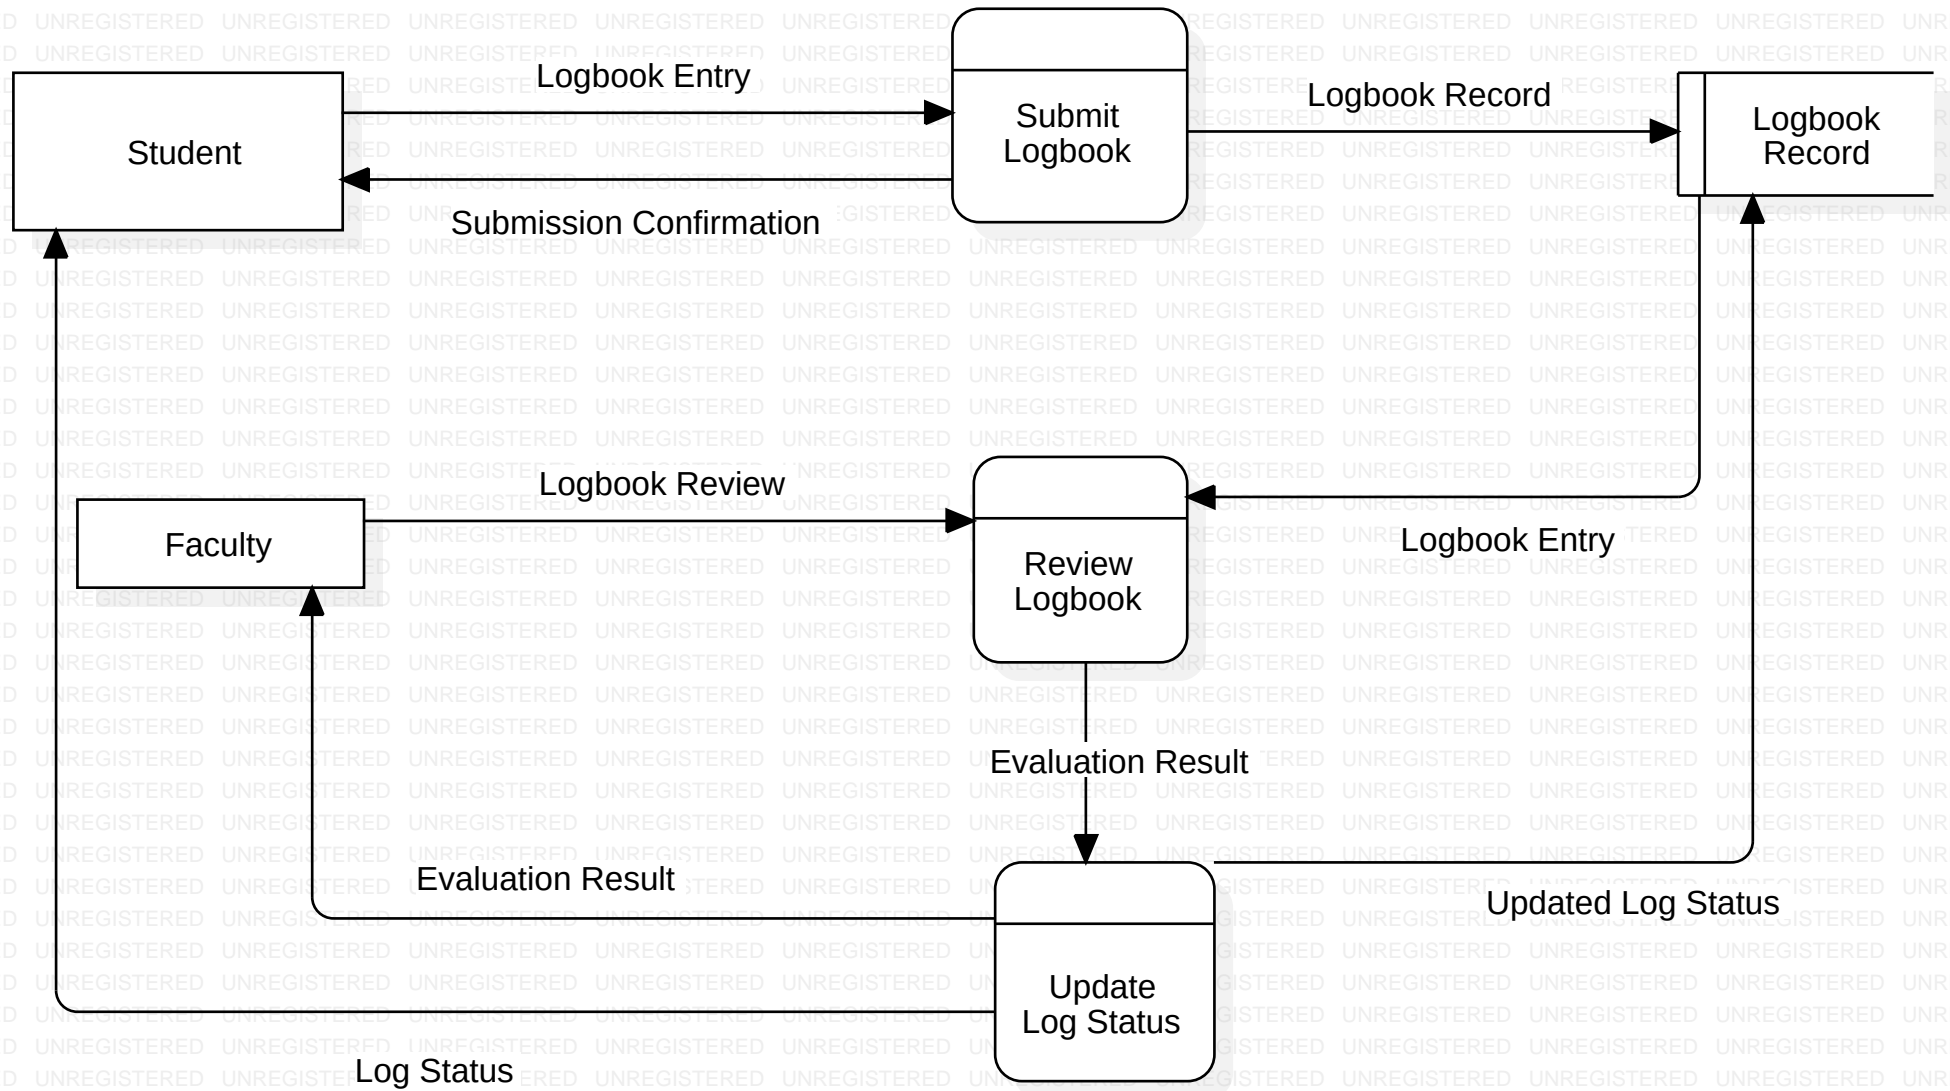 Logbook Entry
Submit
Logbook
Logbook Record
Logbook
Record
Student
Submission Confirmation
Logbook Review
Faculty
Review
Logbook
Logbook Entry
Evaluation Result
Evaluation Result
Updated Log Status
Update
Log Status
Log Status
UNREGISTERED